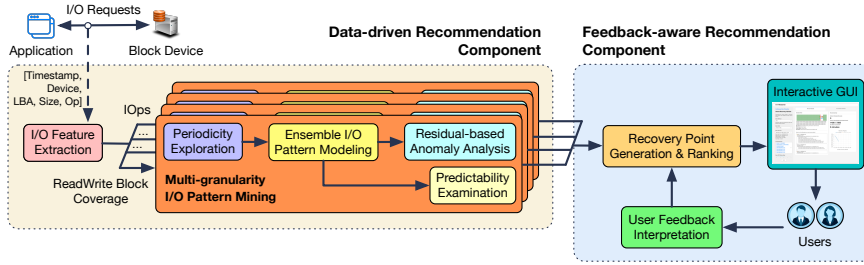 I/O Requests
Application
Block Device
Data-driven Recommendation
Component
Feedback-aware Recommendation
Component
[Timestamp,
Device,
LBA, Size, Op]
IOps
...
...
I/O Feature
Extraction
ReadWrite Block
Coverage
Periodicity
Exploration
Ensemble I/O
Pattern Modeling
Residual-based
Anomaly Analysis
Predictability
Examination
Multi-granularity
I/O Pattern Mining
Recovery Point
Generation & Ranking
Interactive GUI
User Feedback
Interpretation
Users